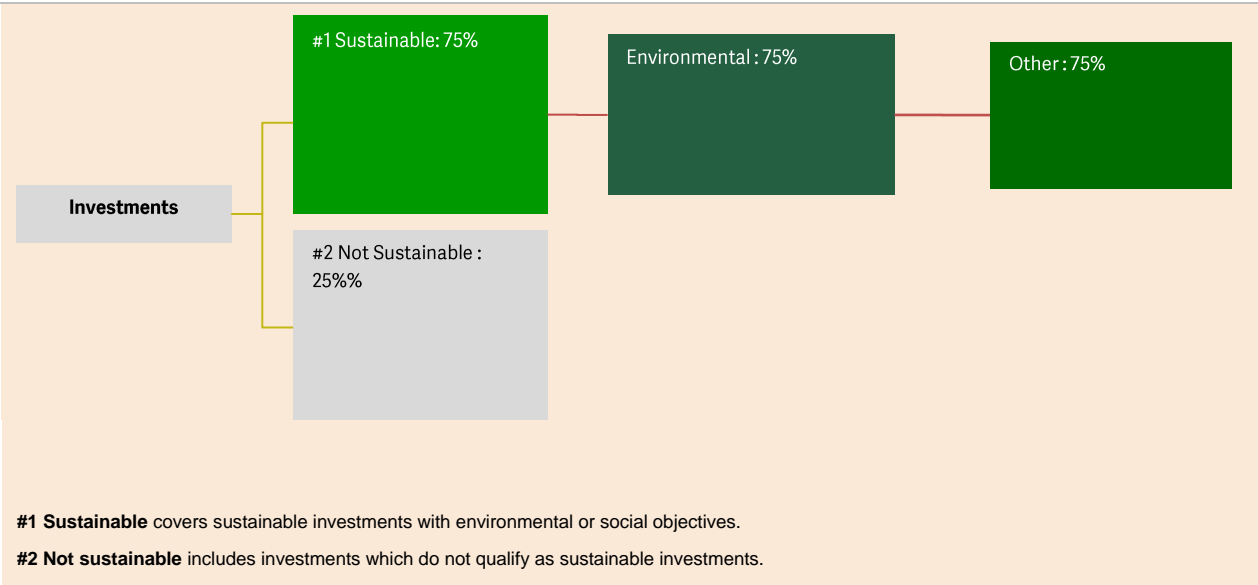 #1 Sustainable: 75%
Environmental : 75%
Other : 75%
Investments
#2 Not Sustainable :
25%%
#1 Sustainable covers sustainable investments with environmental or social objectives.
#2 Not sustainable includes investments which do not qualify as sustainable investments.